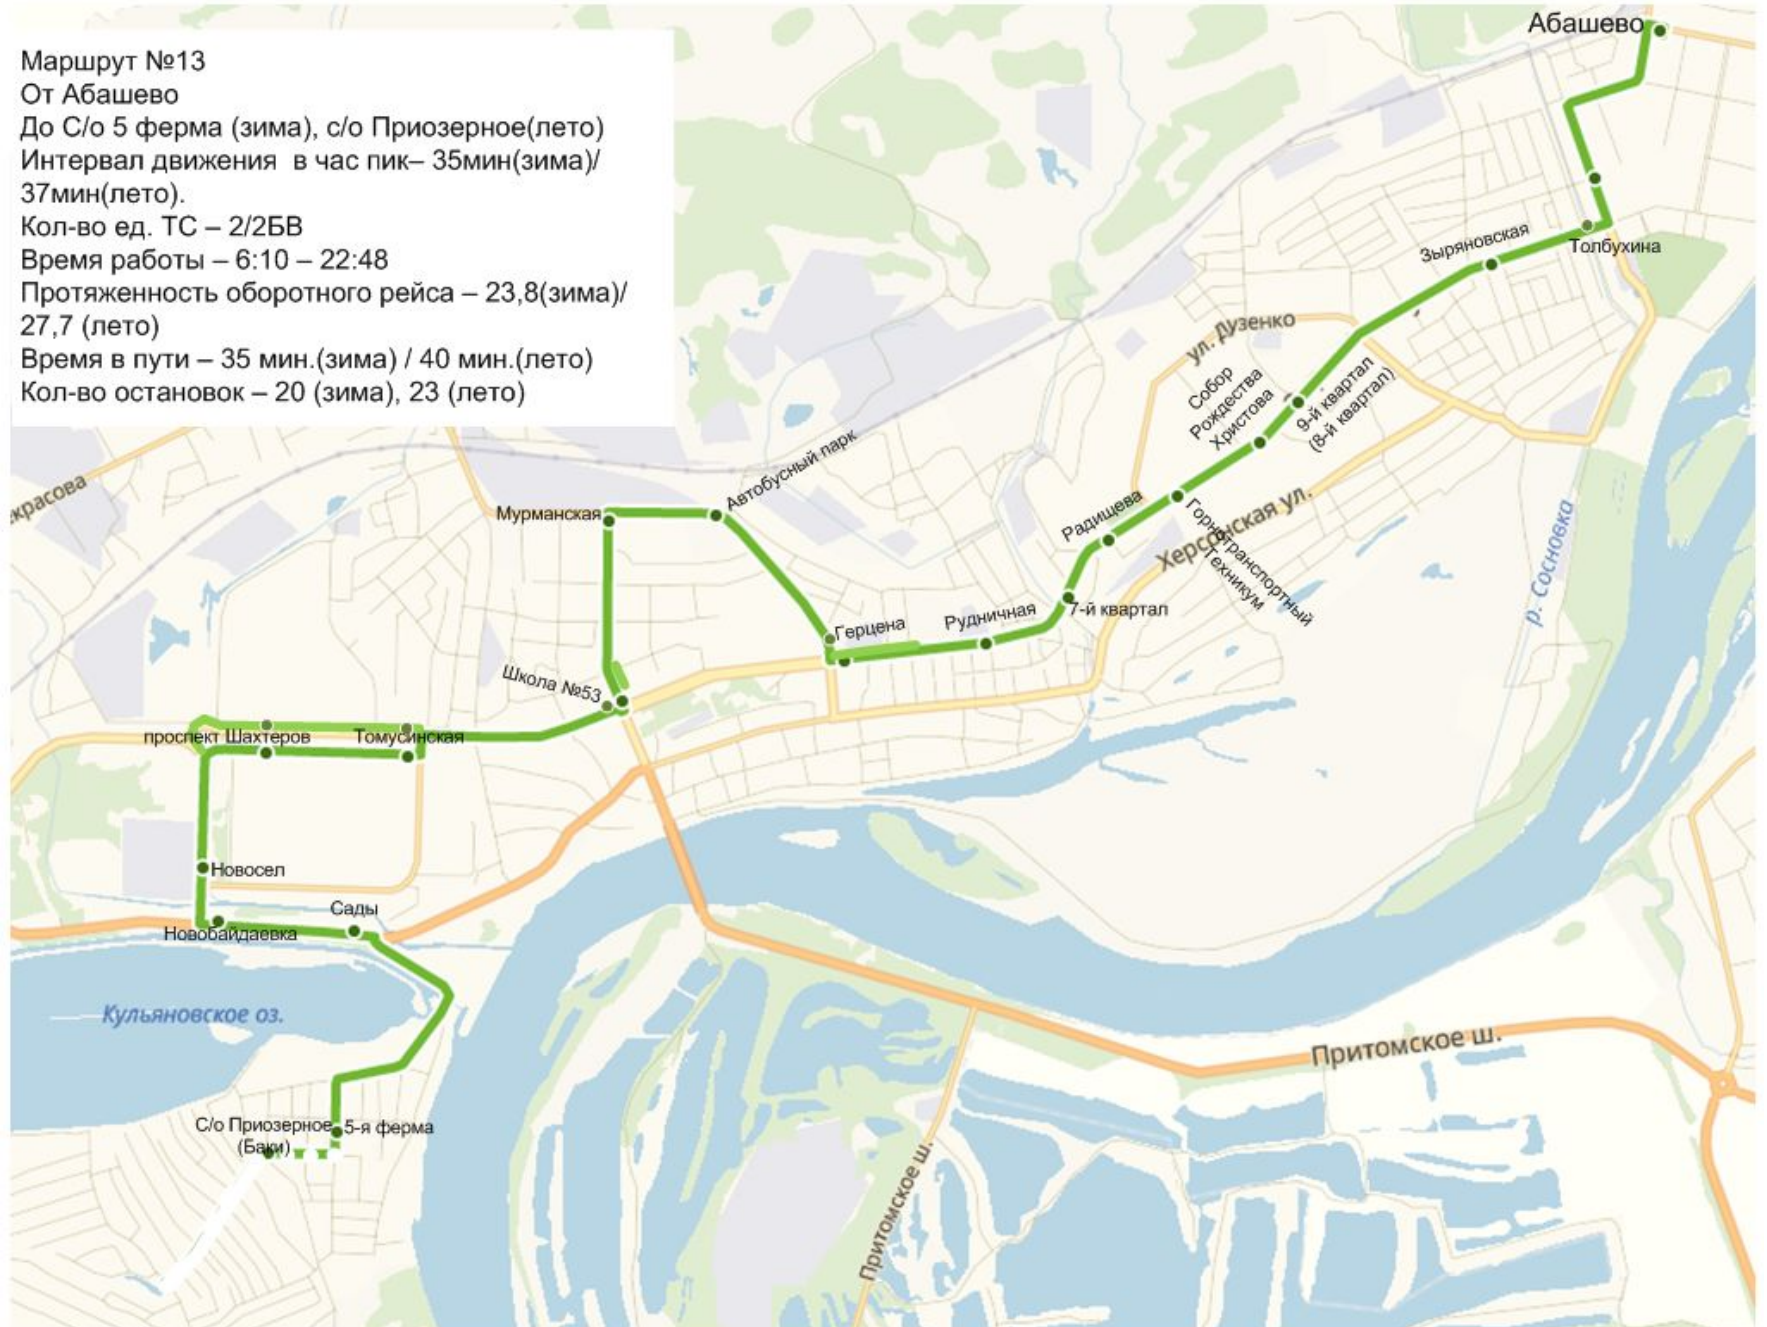 Абашево
Маршрут №13
От Абашево
До С/о 5 ферма (зима), с/о Приозерное(лето)
Интервал движения в час пик– 35мин(зима)/
37мин(лето).
Кол-во ед. ТС – 2/2БВ
Время работы – 6:10 – 22:48
Протяженность оборотного рейса – 23,8(зима)/
27,7 (лето)
Время в пути – 35 мин.(зима) / 40 мин.(лето)
Кол-во остановок – 20 (зима), 23 (лето)
Зыряновская
Толбухина
ул. Дузенко
Собор
Рождества
Христова
9-й квартал
(8-й квартал)
Автобусный парк
Мурманская
красова
Радищева
Горно
транспортный
Техникум
Херсонская ул.
р. Сосновка
7-й квартал
Рудничная
Герцена
Школа №53
проспект Шахтеров
Томусинская
Новосел
Сады
Новобайдаевка
Кульяновское оз.
Притомское ш.
С/о Приозерное
(Баки)
5-я ферма
Притомское ш.